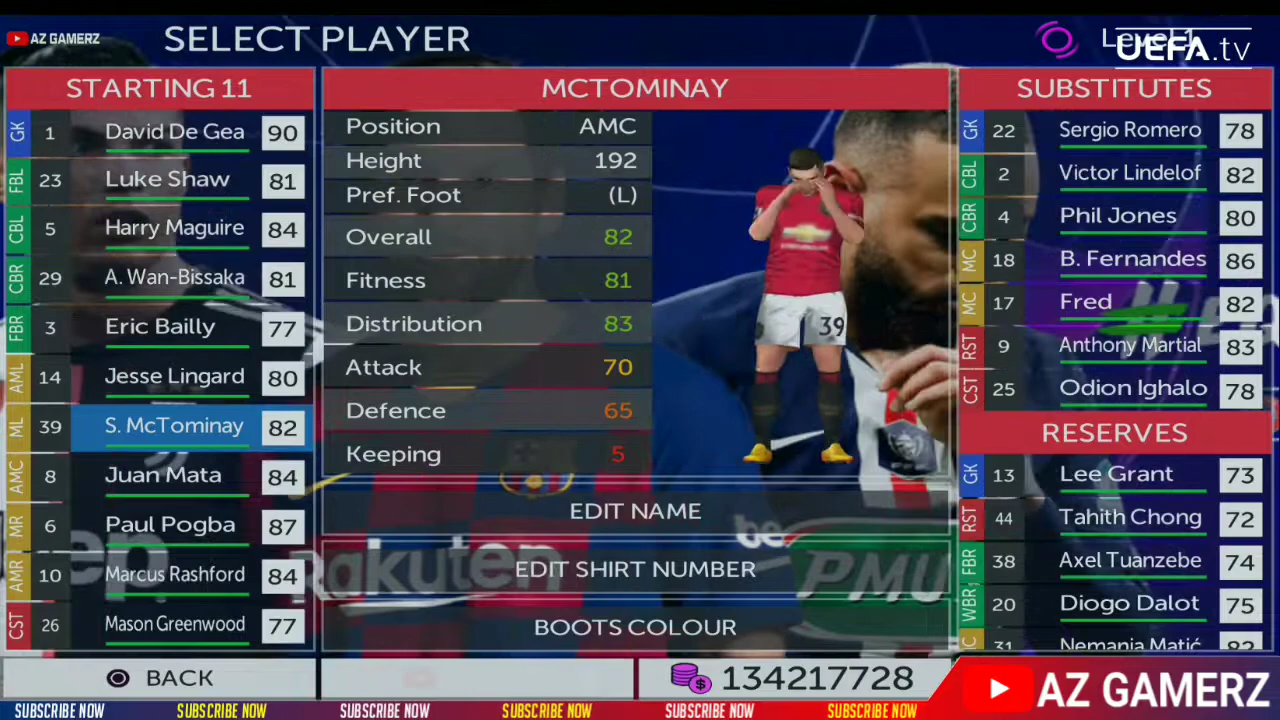 AZ GAMERZ
SELECT PLAYER
UEFA.tv
STARTING 11
GK 1 David De Gea 90
FBL 23 Luke Shaw 81
CBL 5 Harry Maguire 84
CBR 29 A. Wan-Bissaka 81
FBR 3 Eric Bailly 77
AML 14 Jesse Lingard 80
ML 39 S. McTominay 82
AMC 8 Juan Mata 84
MR 6 Paul Pogba 87
AMR 10 Marcus Rashford 84
CST 26 Mason Greenwood 77
MCTOMINAY
Position AMC
Height 192
Pref. Foot (L)
Overall 82
Fitness 81
Distribution 83
Attack 70
Defence 65
Keeping 5
39
EDIT NAME
EDIT SHIRT NUMBER
BOOTS COLOUR
Rakuten
be
PMU
SUBSTITUTES
GK 22 Sergio Romero 78
CBL 2 Victor Lindelof 82
CBR 4 Phil Jones 80
MC 18 B. Fernandes 86
MC 17 Fred 82
RST 9 Anthony Martial 83
CST 25 Odion Ighalo 78
RESERVES
GK 13 Lee Grant 73
RST 44 Tahith Chong 72
FBR 38 Axel Tuanzebe 74
WBR 20 Diogo Dalot 75
31 Nemanja Matić 82
BACK
134217728
AZ GAMERZ
SUBSCRIBE NOW SUBSCRIBE NOW SUBSCRIBE NOW SUBSCRIBE NOW SUBSCRIBE NOW SUBSCRIBE NOW